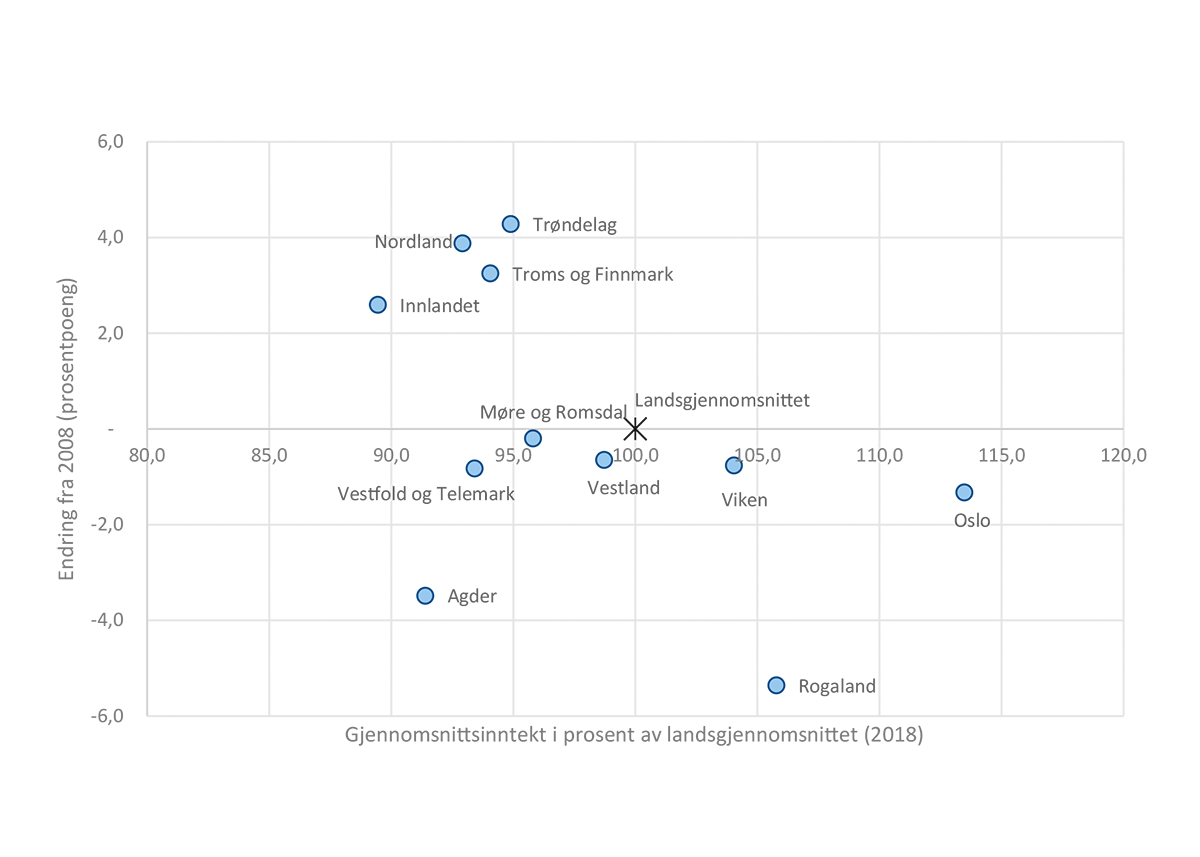 6,0
Trøndelag
4,0
Nordland
Troms og Finnmark
Innlandet
2,0
Landsgjennomsnittet
Møre og Romsdal
-
80,0 85,0 90,0 95,0 100,0 105,0 110,0 115,0 120,0
Vestland
Vestfold og Telemark
Viken
Oslo
-2,0
Agder
-4,0
Rogaland
-6,0
Endring fra 2008 (prosentpoeng)
Gjennomsnittsinntekt i prosent av landsgjennomsnittet (2018)